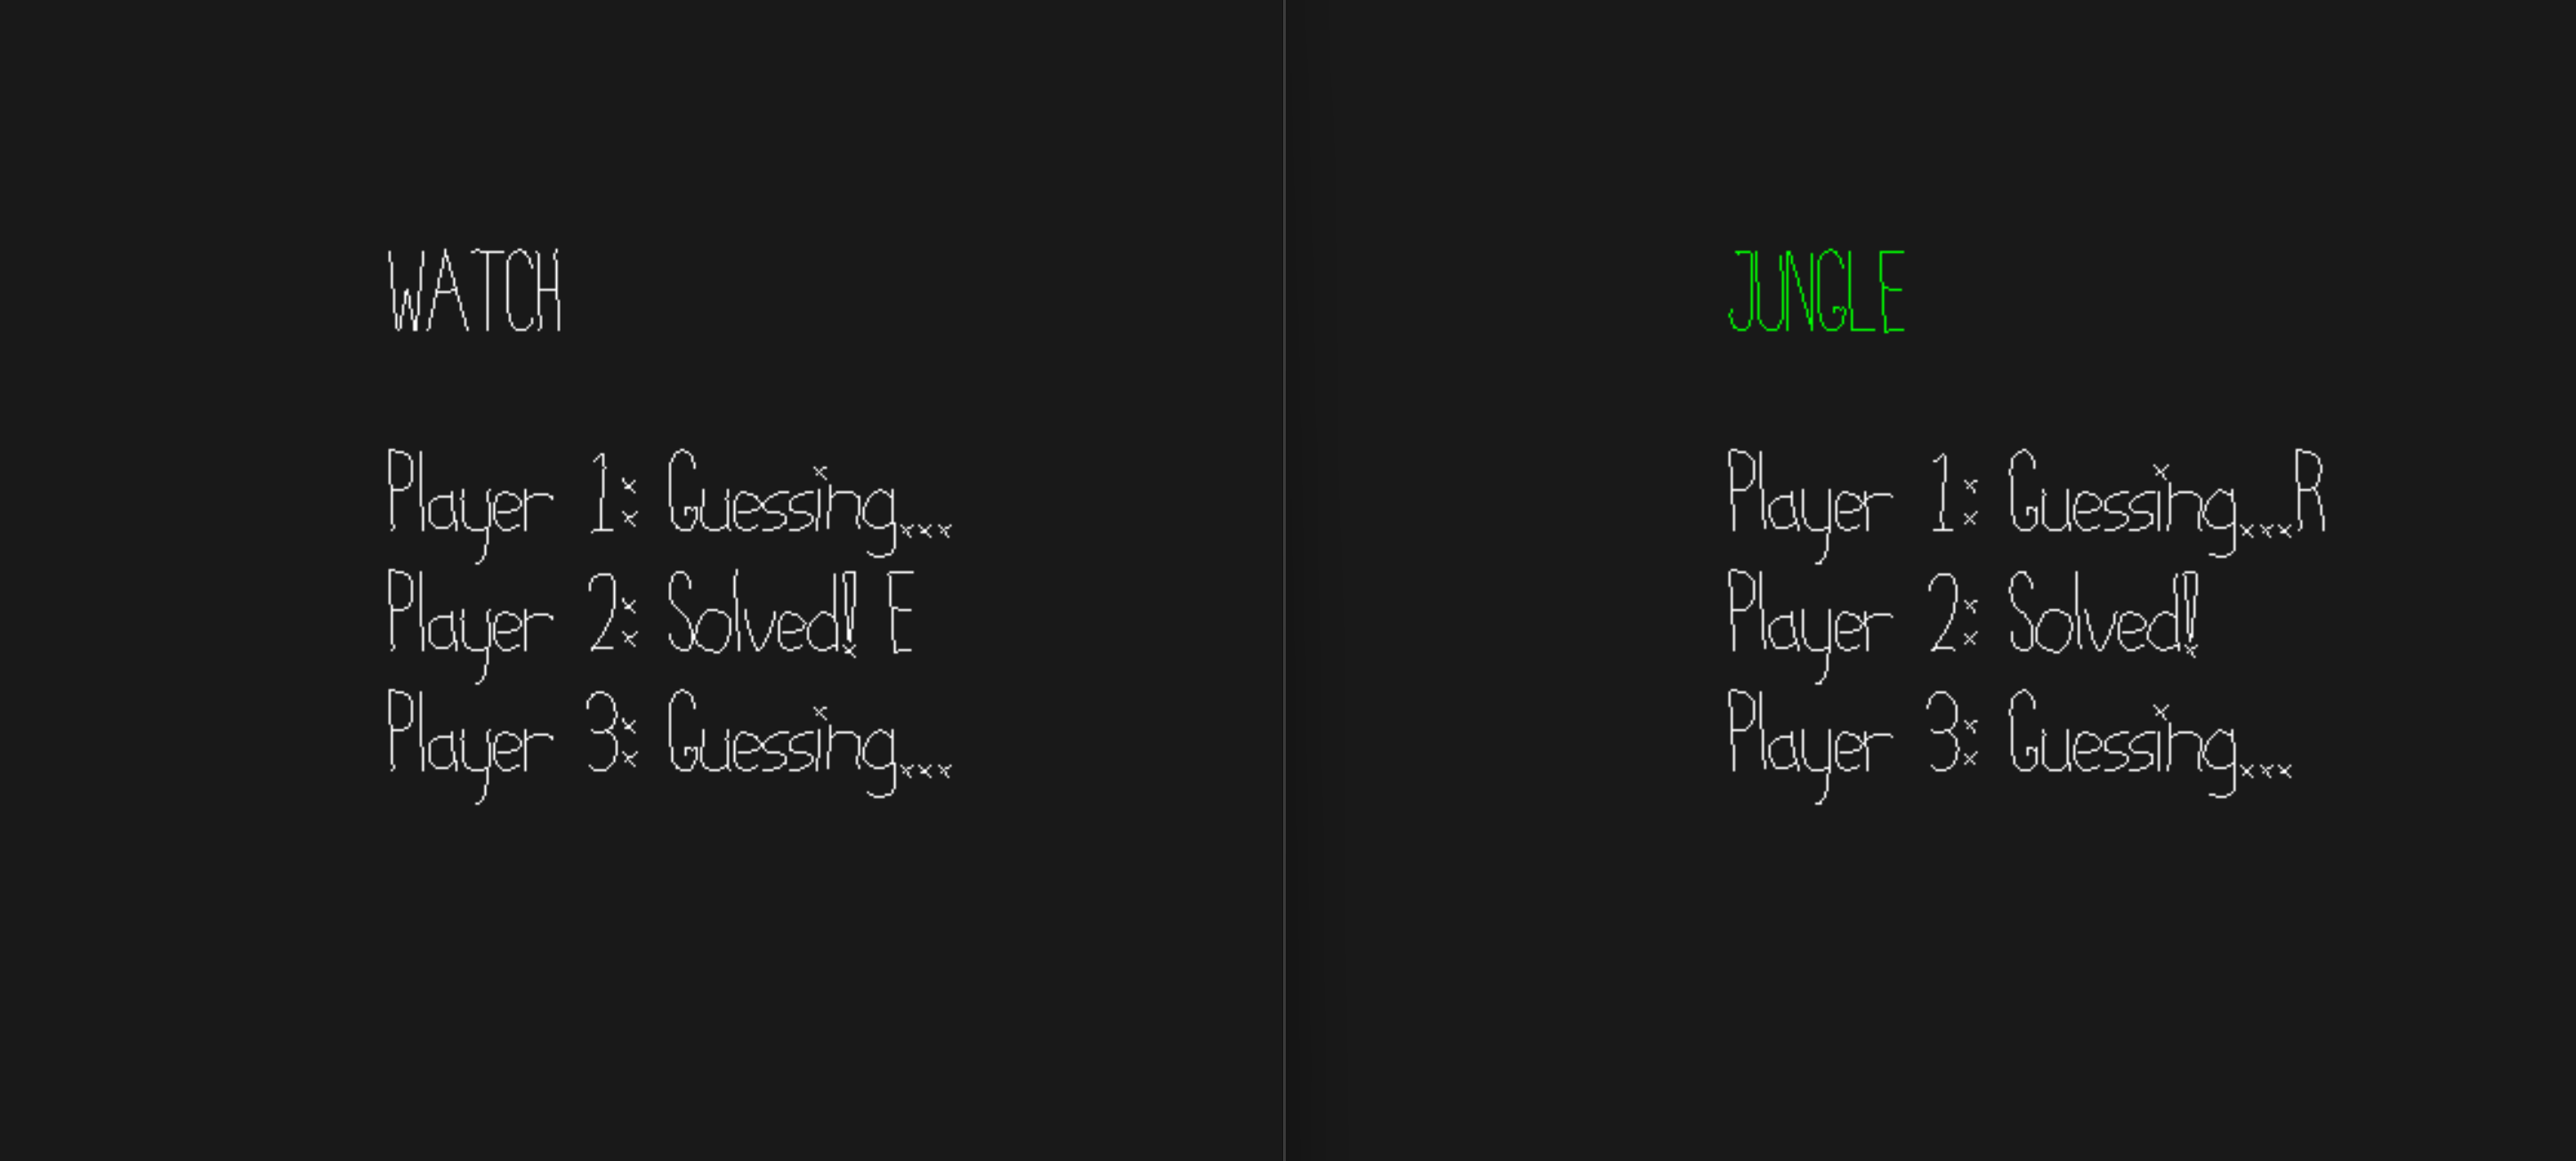 WATCH
Player 1: Guessing...
Player 2: Solved! E
Player 3: Guessing...
JUNGLE
Player 1: Guessing...R
Player 2: Solved!
Player 3: Guessing...